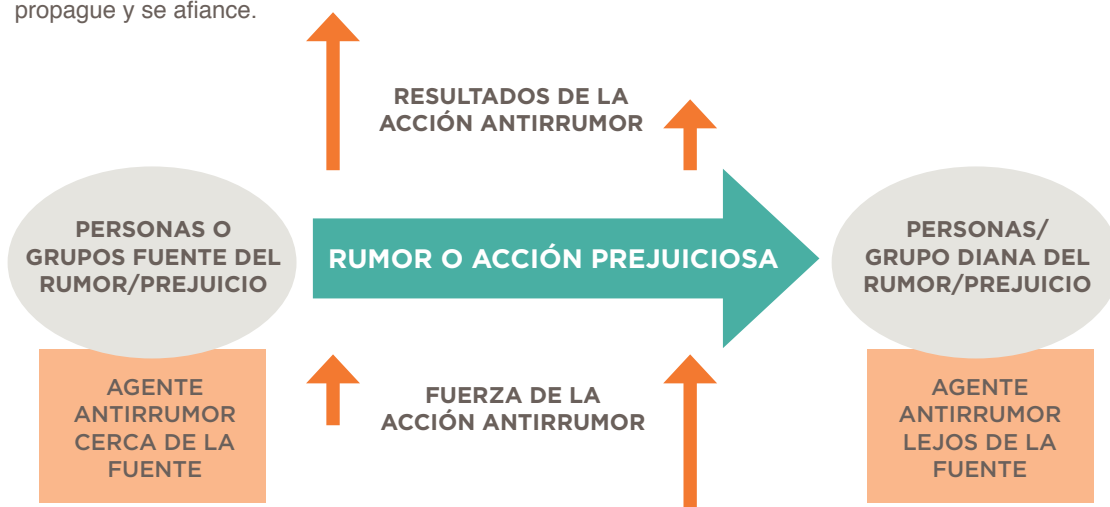 propague y se afiance.
RESULTADOS DE LA
ACCIÓN ANTIRRUMOR
PERSONAS O
GRUPOS FUENTE DEL
RUMOR/PREJUICIO
RUMOR O ACCIÓN PREJUICIOSA
PERSONAS/
GRUPO DIANA DEL
RUMOR/PREJUICIO
AGENTE
ANTIRRUMOR
CERCA DE LA
FUENTE
FUERZA DE LA
ACCIÓN ANTIRRUMOR
AGENTE
ANTIRRUMOR
LEJOS DE LA
FUENTE